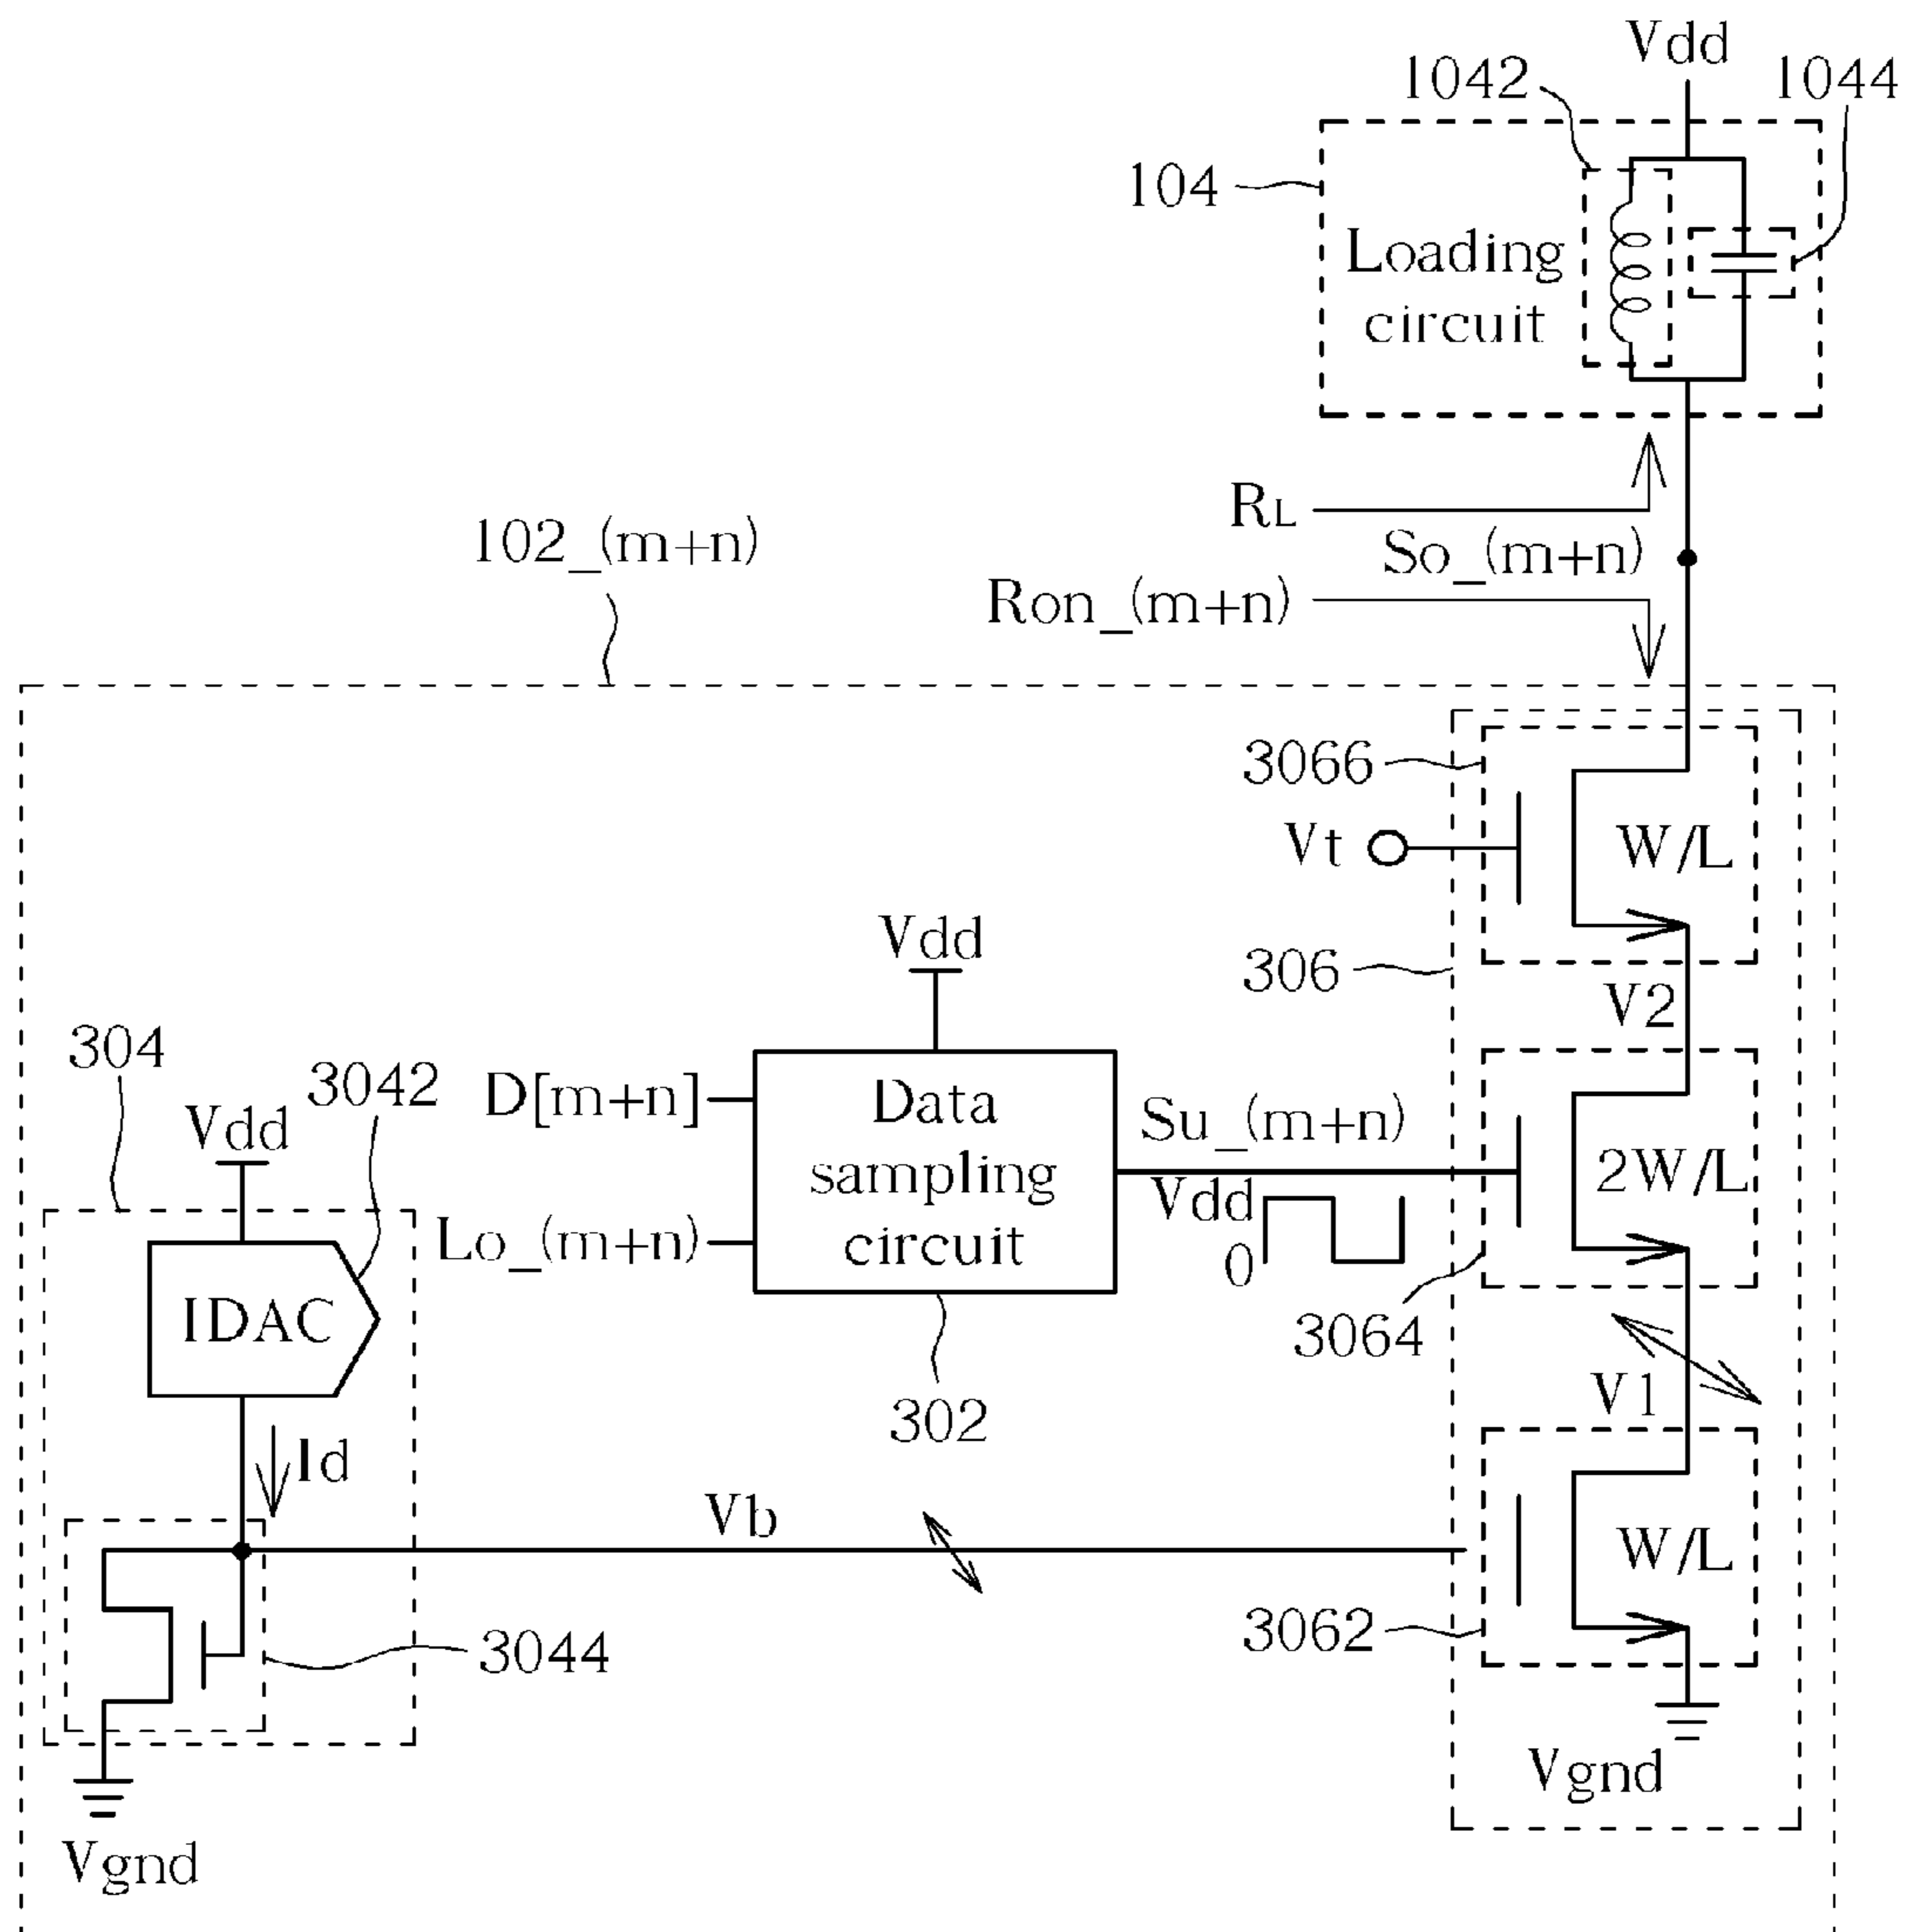 Vdd
1042
1044
104
Loading
circuit
RL
102_(m+n)
So_(m+n)
Ron_(m+n)
3066
Vt
W/L
Vdd
306
V2
304
3042
D[m+n]
Data
sampling
circuit
Su_(m+n)
2W/L
Vdd
Vdd
0
Lo_(m+n)
IDAC
3064
302
V1
Id
Vb
W/L
3062
3044
Vgnd
Vgnd